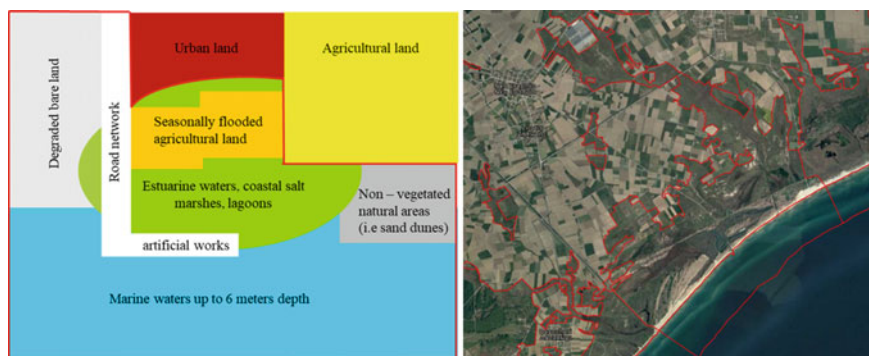 Urban land
Agricultural land
Degraded bare land
Road network
Seasonally flooded
agricultural land
Estuarine waters, coastal salt
marshes, lagoons
Non – vegetated
natural areas
(i.e sand dunes)
artificial works
Marine waters up to 6 meters depth